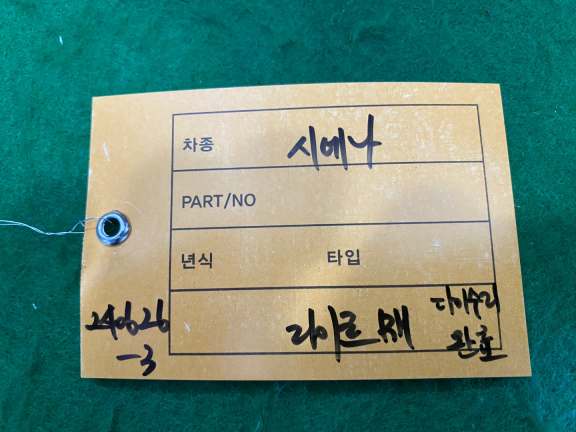 차종 시에나
PART/NO
년식 타입
240626
-3
라이트 RH
다이수리
완료